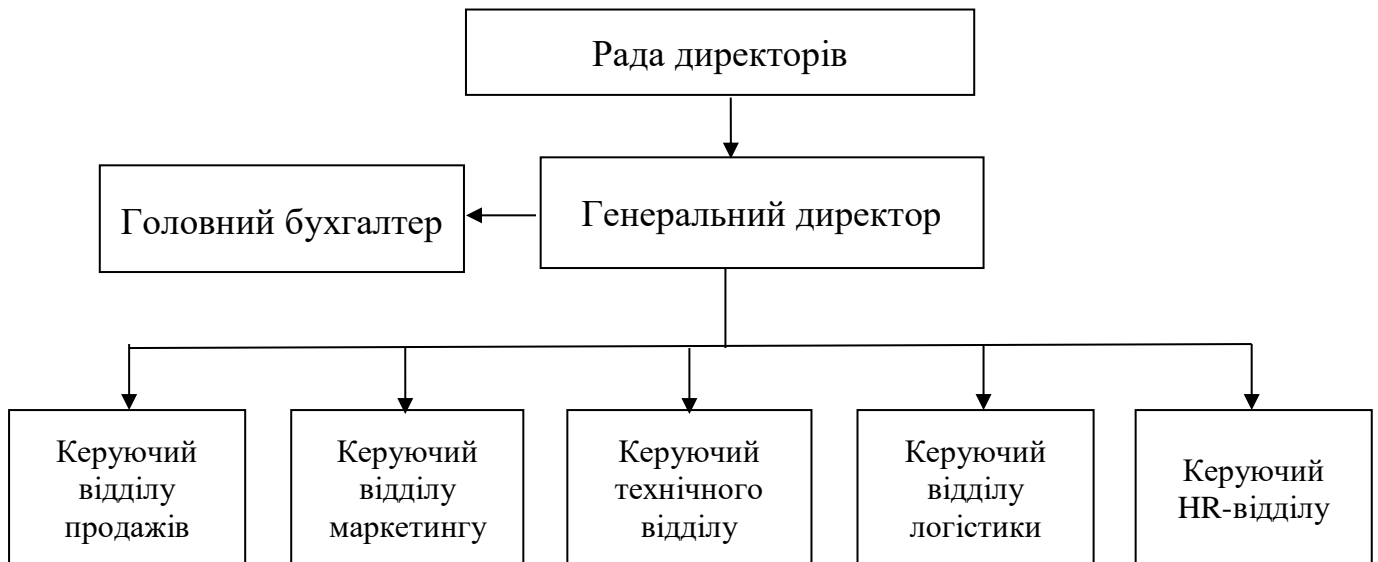 Рада директорів
Головний бухгалтер
Генеральний директор
Керуючий
відділу
продажів
Керуючий
відділу
маркетингу
Керуючий
технічного
відділу
Керуючий
відділу
логістики
Керуючий
HR-відділу